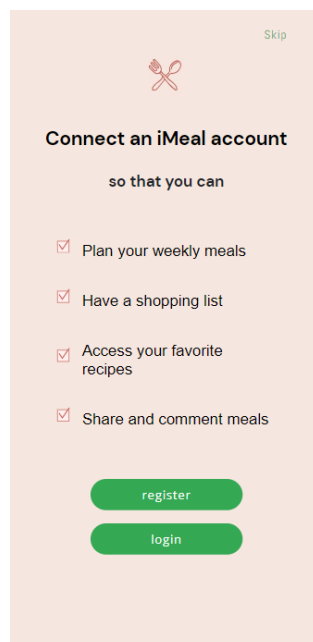 Skip
Connect an iMeal account
so that you can
Plan your weekly meals
Have a shopping list
Access your favorite
recipes
Share and comment meals
register
login